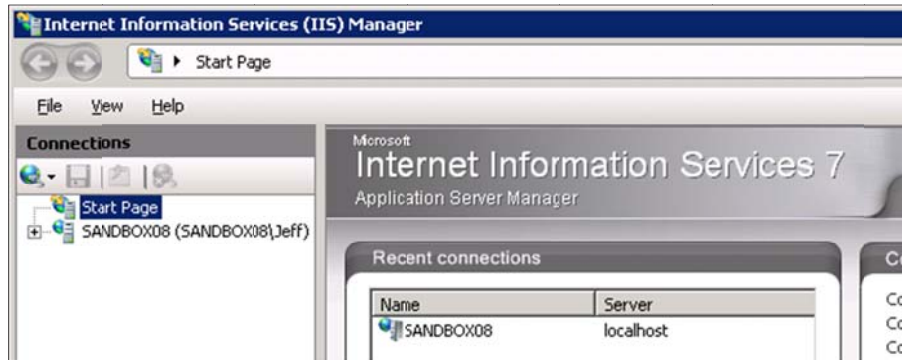 Internet Information Services (IIS) Manager
Start Page
File View Help
Connections
Start Page
SANDBOX08 (SANDBOX08\Jeff)
Microsoft
Internet Information Services 7
Application Server Manager
Recent connections
Name Server
SANDBOX08 localhost